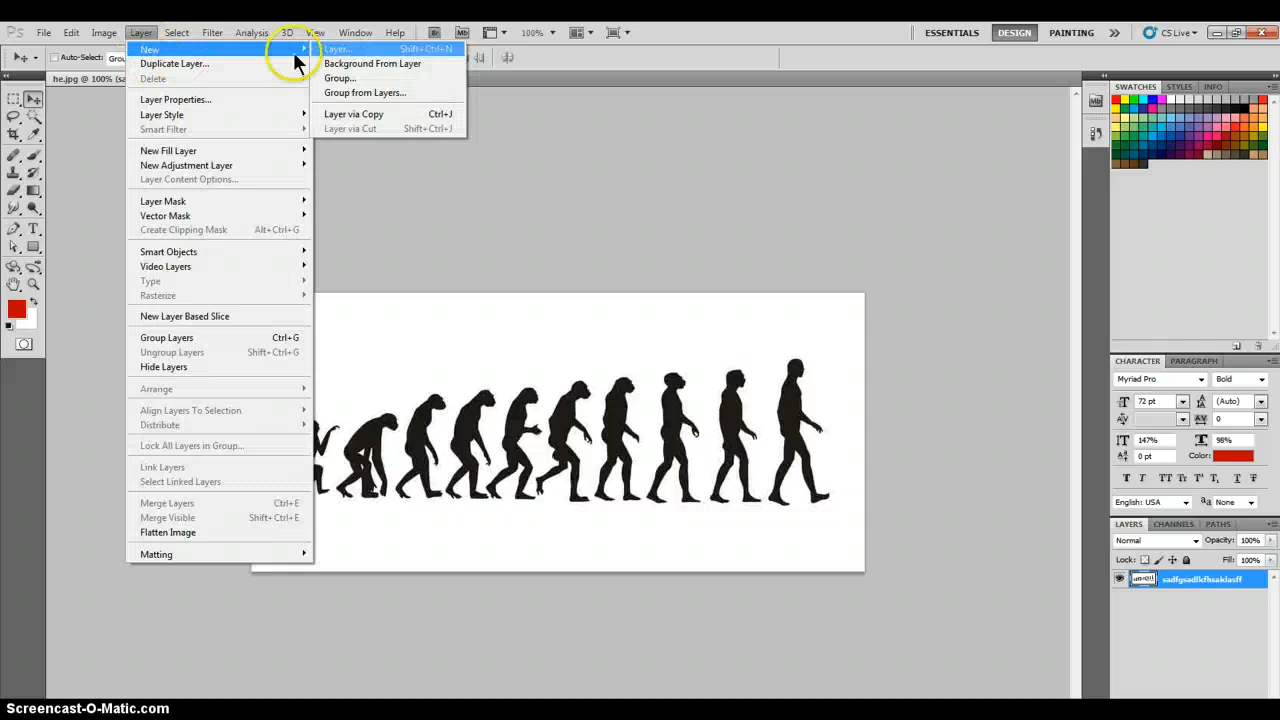 Ps File Edit Image Layer Select Filter Analysis 3D View Window Help Br Mb 100% ESSENTIALS DESIGN PAINTING CS Live
Auto-Select:
he.jpg @ 100%
New
Duplicate Layer...
Delete
Layer Properties...
Layer Style
Smart Filter
New Fill Layer
New Adjustment Layer
Layer Content Options...
Layer Mask
Vector Mask
Create Clipping Mask Alt+Ctrl+G
Smart Objects
Video Layers
Type
Rasterize
New Layer Based Slice
Group Layers Ctrl+G
Ungroup Layers Shift+Ctrl+G
Hide Layers
Arrange
Align Layers To Selection
Distribute
Lock All Layers in Group...
Link Layers
Select Linked Layers
Merge Layers Ctrl+E
Merge Visible Shift+Ctrl+E
Flatten Image
Matting
Layer... Shift+Ctrl+N
Background From Layer
Group...
Group from Layers...
Layer via Copy Ctrl+J
Layer via Cut Shift+Ctrl+J
Mb
SWATCHES STYLES INFO
CHARACTER PARAGRAPH
Myriad Pro Bold
72 pt (Auto)
0
147% 98%
0 pt Color:
T T TT Tr T T T T
English: USA aa None
LAYERS CHANNELS PATHS
Normal Opacity: 100%
Lock: Fill: 100%
sadfgsadlkfhsaklasff
Screencast-O-Matic.com